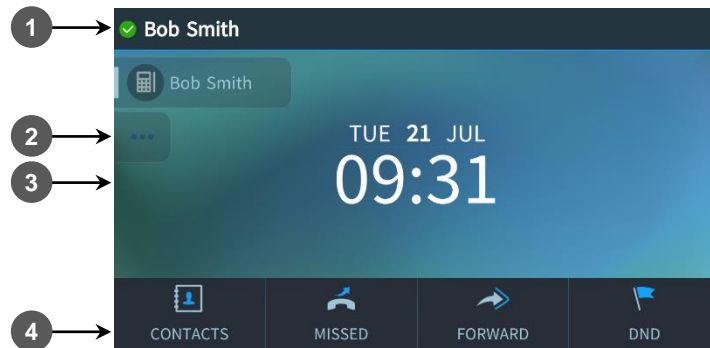 1
Bob Smith
Bob Smith
2
TUE 21 JUL
3
09:31
4
CONTACTS MISSED FORWARD DND